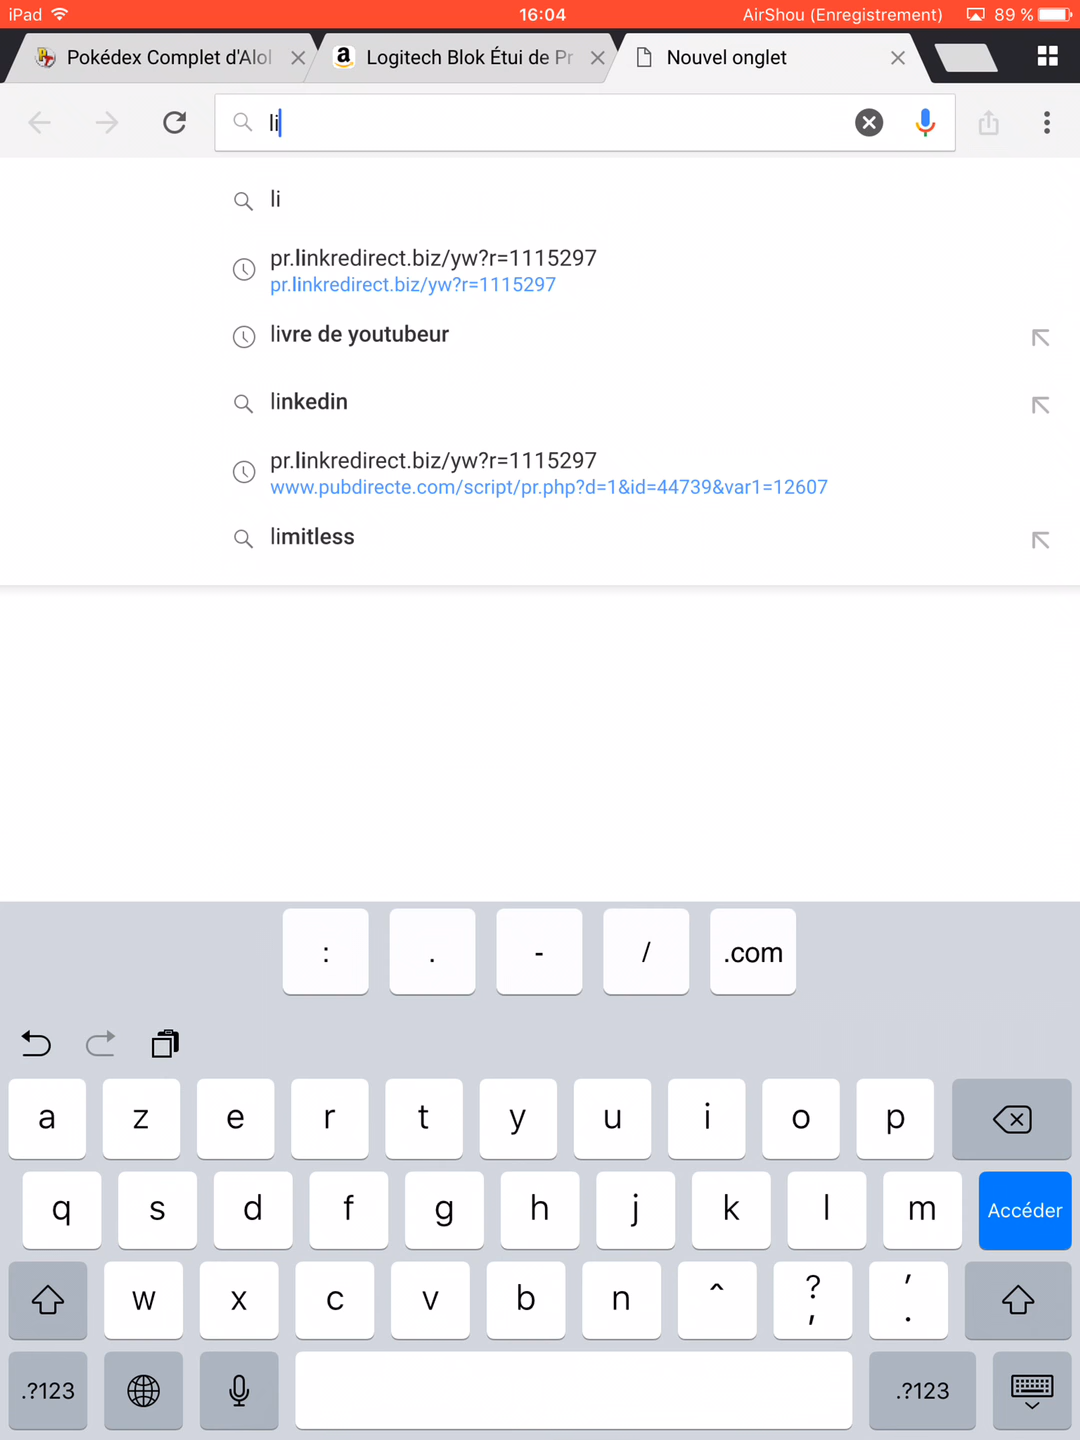 iPad 16:04 AirShou (Enregistrement) 89 %
Pokédex Complet d'Alol Logitech Blok Étui de Pr Nouvel onglet
li
li
pr.linkredirect.biz/yw?r=1115297
pr.linkredirect.biz/yw?r=1115297
livre de youtubeur
linkedin
pr.linkredirect.biz/yw?r=1115297
www.pubdirecte.com/script/pr.php?d=1&id=44739&var1=12607
limitless
: . - / .com
a z e r t y u i o p
q s d f g h j k l m Accéder
w x c v b n ^ ? , ' .
.?123 .?123